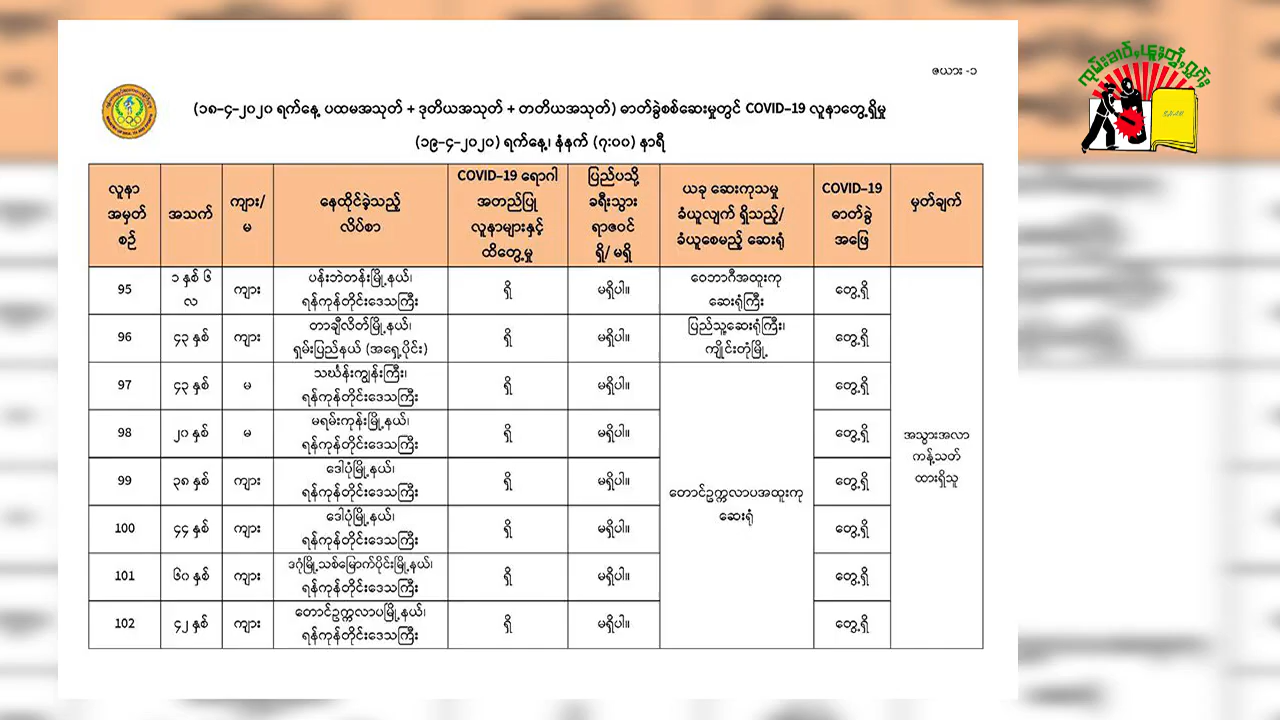 ဇယား -၁
(၁၈-၄-၂၀၂၀ ရက်နေ့ ပထမအသုတ် + ဒုတိယအသုတ် + တတိယအသုတ်) ဓာတ်ခွဲစစ်ဆေးမှုတွင် COVID-19 လူနာတွေ့ရှိမှု
(၁၉-၄-၂၀၂၀) ရက်နေ့၊ နံနက် (၇:၀၀) နာရီ
လူနာ
အမှတ်
စဉ်
အသက်
ကျား/
မ
နေထိုင်ခဲ့သည့်
လိပ်စာ
COVID-19 ရောဂါ
အတည်ပြု
လူနာများနှင့်
ထိတွေ့မှု
ပြည်ပသို့
ခရီးသွား
ရာဇဝင်
ရှိ/ မရှိ
ယခု ဆေးကုသမှု
ခံယူလျက် ရှိသည့်/
ခံယူစေမည့် ဆေးရုံ
COVID-19
ဓာတ်ခွဲ
အဖြေ
မှတ်ချက်
95
၁ နှစ် ၆
လ
ကျား
ပန်းဘဲတန်းမြို့နယ်၊
ရန်ကုန်တိုင်းဒေသကြီး
ရှိ
မရှိပါ။
ဝေဘာဂီအထူးကု
ဆေးရုံကြီး
တွေ့ရှိ
96
၄၃ နှစ်
ကျား
တာချီလိတ်မြို့နယ်၊
ရှမ်းပြည်နယ် (အရှေ့ပိုင်း)
ရှိ
မရှိပါ။
ပြည်သူ့ဆေးရုံကြီး၊
ကျိုင်းတုံမြို့
တွေ့ရှိ
97
၄၃ နှစ်
မ
သင်္ဃန်းကျွန်းကြီး၊
ရန်ကုန်တိုင်းဒေသကြီး
ရှိ
မရှိပါ။
တွေ့ရှိ
98
၂၀ နှစ်
မ
မရမ်းကုန်းမြို့နယ်၊
ရန်ကုန်တိုင်းဒေသကြီး
ရှိ
မရှိပါ။
တွေ့ရှိ
99
၃၈ နှစ်
ကျား
ဒေါပုံမြို့နယ်၊
ရန်ကုန်တိုင်းဒေသကြီး
ရှိ
မရှိပါ။
တွေ့ရှိ
100
၄၄ နှစ်
ကျား
ဒေါပုံမြို့နယ်၊
ရန်ကုန်တိုင်းဒေသကြီး
ရှိ
မရှိပါ။
တွေ့ရှိ
101
၆၀ နှစ်
ကျား
ဒဂုံမြို့သစ်မြောက်ပိုင်းမြို့နယ်၊
ရန်ကုန်တိုင်းဒေသကြီး
ရှိ
မရှိပါ။
တွေ့ရှိ
102
၄၂ နှစ်
ကျား
တောင်ဥက္ကလာပမြို့နယ်၊
ရန်ကုန်တိုင်းဒေသကြီး
ရှိ
မရှိပါ။
တွေ့ရှိ
တောင်ဥက္ကလာပအထူးကု
ဆေးရုံ
အသွားအလာ
ကန့်သတ်
ထားရှိသူ